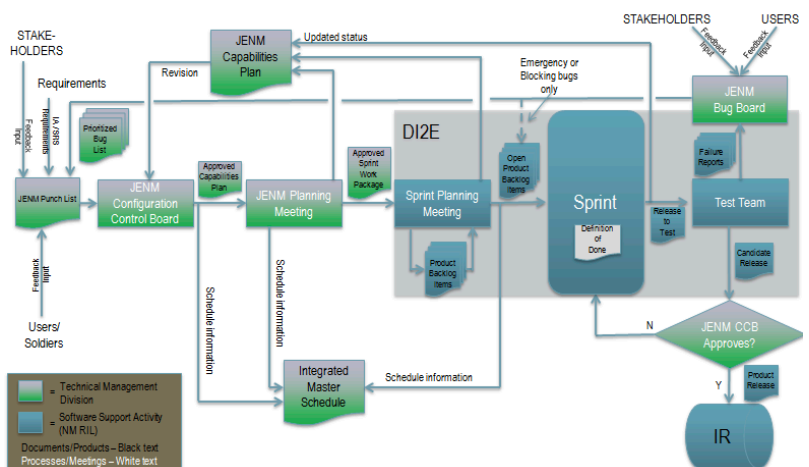 STAKE-
HOLDERS
Requirements
Feedback
Input
IA /SRS
Requirements
Prioritized
Bug
List
JENM Punch List
Feedback
Input
Users/
Soldiers
JENM
Capabilities
Plan
Revision
Updated status
JENM
Configuration
Control Board
Approved
Capabilities
Plan
JENM Planning
Meeting
Approved
Sprint
Work
Package
Schedule information
Schedule information
Integrated
Master
Schedule
Schedule information
DI2E
Sprint Planning
Meeting
Product
Backlog
Items
Emergency or
Blocking bugs
only
Open
Product
Backlog
Items
Sprint
Definition
of
Done
Release
to
Test
STAKEHOLDERS
USERS
Feedback
Input
Feedback
Input
JENM
Bug Board
Failure
Reports
Test Team
Candidate
Release
JENM CCB
Approves?
N
Y
Product
Release
IR
= Technical Management
Division
= Software Support Activity
(NM RIL)
Documents/Products – Black text
Processes/Meetings – White text